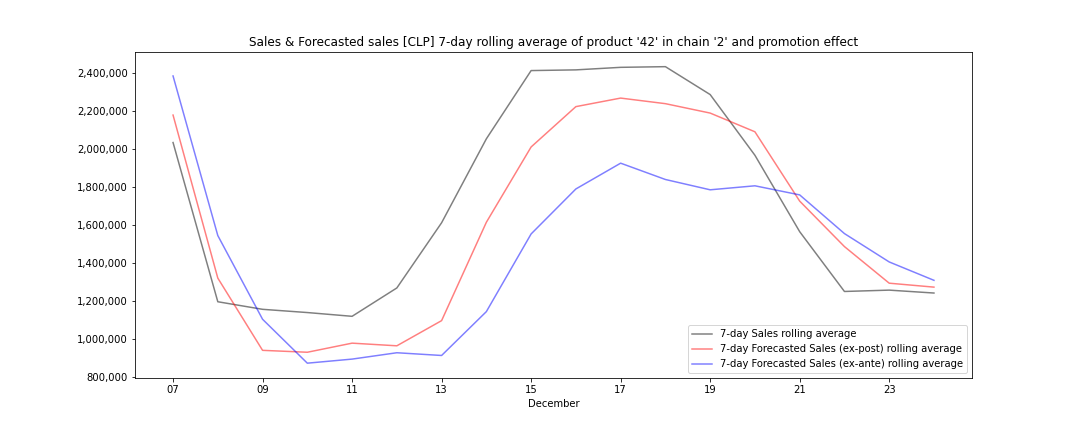 Sales & Forecasted sales [CLP] 7-day rolling average of product '42' in chain '2' and promotion effect
2,400,000
2,200,000
2,000,000
1,800,000
1,600,000
1,400,000
1,200,000
1,000,000
800,000
7-day Sales rolling average
7-day Forecasted Sales (ex-post) rolling average
7-day Forecasted Sales (ex-ante) rolling average
07 09 11 13 15 17 19 21 23
December